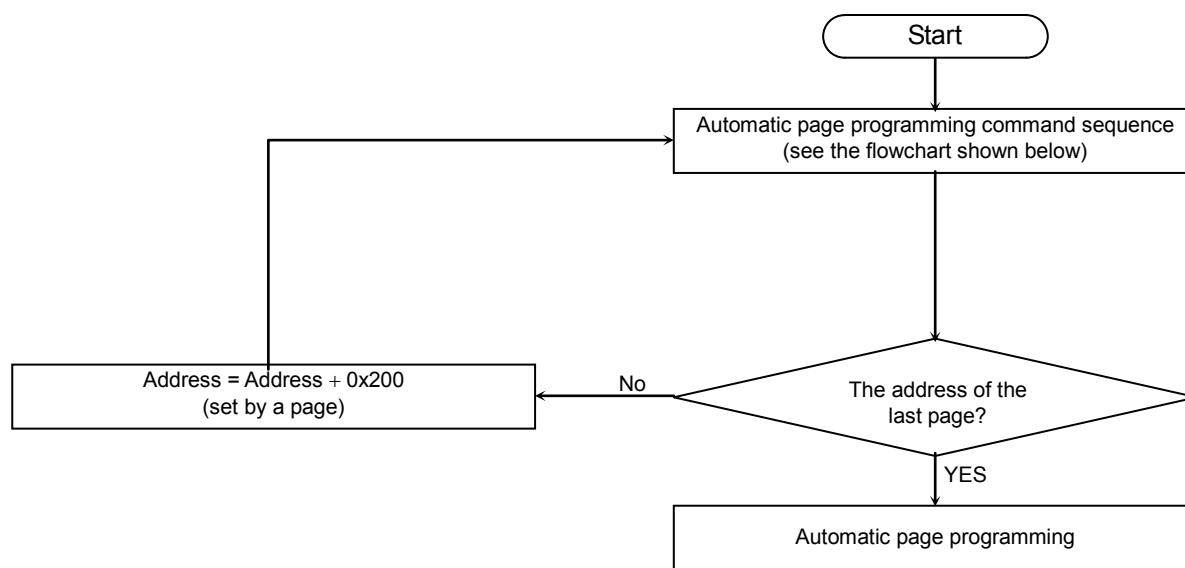 Start
Automatic page programming command sequence
(see the flowchart shown below)
Address = Address + 0x200
(set by a page)
No
The address of the
last page?
YES
Automatic page programming